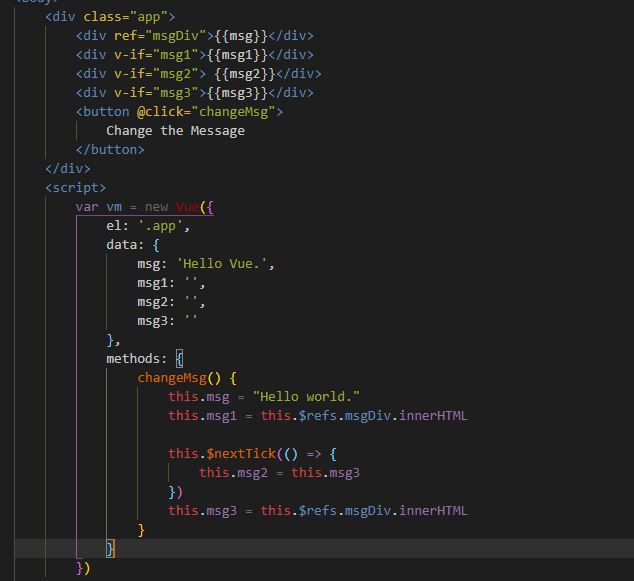 <body>
<div class="app">
<div ref="msgDiv">{{msg}}</div>
<div v-if="msg1">{{msg1}}</div>
<div v-if="msg2"> {{msg2}}</div>
<div v-if="msg3">{{msg3}}</div>
<button @click="changeMsg">
Change the Message
</button>
</div>
<script>
var vm = new Vue({
el: '.app',
data: {
msg: 'Hello Vue.',
msg1: '',
msg2: '',
msg3: ''
},
methods: {
changeMsg() {
this.msg = "Hello world."
this.msg1 = this.$refs.msgDiv.innerHTML
this.$nextTick(() => {
this.msg2 = this.msg3
})
this.msg3 = this.$refs.msgDiv.innerHTML
}
}
})